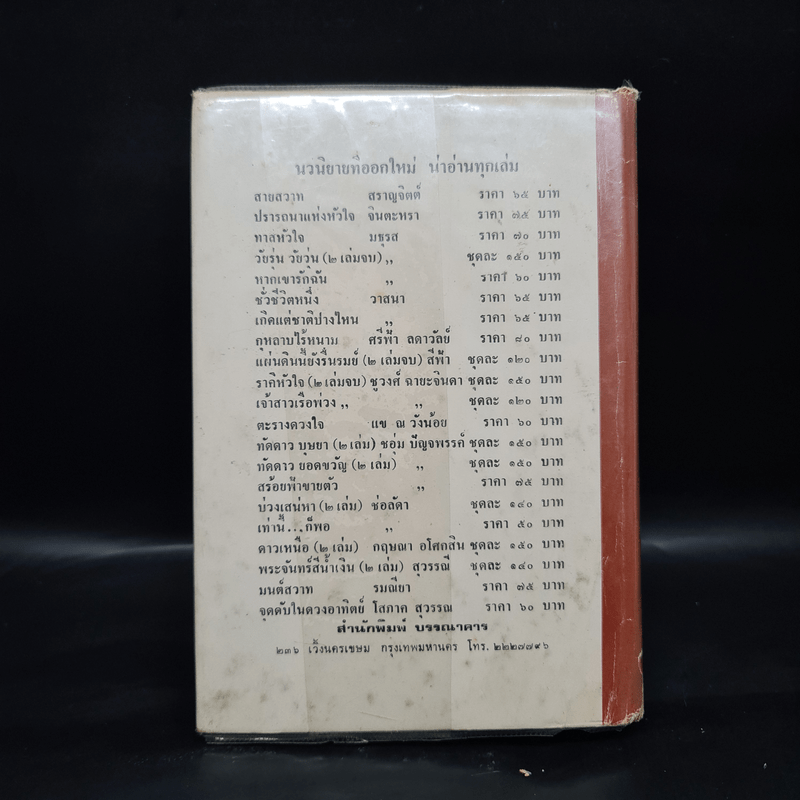 นวนิยายที่ออกใหม่ น่าอ่านทุกเล่ม
สายสวาท สราญจิตต์ ราคา ๖๕ บาท
ปรารถนาแห่งหัวใจ จินตะหรา ราคา ๗๕ บาท
ทาสหัวใจ มธุรส ราคา ๗๐ บาท
วัยรุ่น วัยวุ่น (๒ เล่มจบ) ,, ชุดละ ๑๕๐ บาท
หากเขารักฉัน ,, ราคา ๖๐ บาท
ชั่วชีวิตหนึ่ง วาสนา ราคา ๖๕ บาท
เกิดแต่ชาติปางไหน ,, ราคา ๖๕ บาท
กุหลาบไร้หนาม ศรีฟ้า ลดาวัลย์ ราคา ๘๐ บาท
แผ่นดินนี้ยังรื่นรมย์ (๒ เล่มจบ) สีฟ้า ชุดละ ๑๒๐ บาท
ราคีหัวใจ (๒ เล่มจบ) ชูวงศ์ ฉายะจินดา ชุดละ ๑๕๐ บาท
เจ้าสาวเรือพ่วง ,, ,, ชุดละ ๑๒๐ บาท
ตะรางดวงใจ แข ณ วังน้อย ราคา ๖๐ บาท
ทัดดาว บุษยา (๒ เล่ม) ชอุ่ม ปัญจพรรค์ ชุดละ ๑๕๐ บาท
ทัดดาว ยอดขวัญ (๒ เล่ม) ,, ชุดละ ๑๕๐ บาท
สร้อยฟ้าขายตัว ,, ราคา ๗๕ บาท
บ่วงเสน่หา (๒ เล่ม) ช่อลัดา ชุดละ ๑๔๐ บาท
เท่านี้...ก็พอ ,, ราคา ๕๐ บาท
ดาวเหนือ (๒ เล่ม) กฤษณา อโศกสิน ชุดละ ๑๕๐ บาท
พระจันทร์สีน้ำเงิน (๒ เล่ม) สุวรรณี ชุดละ ๑๔๐ บาท
มนต์สวาท รมณียา ราคา ๗๕ บาท
จุดดับในดวงอาทิตย์ โสภาค สุวรรณ ราคา ๖๐ บาท
สำนักพิมพ์ บรรณาคาร
๒๓๖ เวิ้งนครเขษม กรุงเทพมหานคร โทร. ๒๒๒๗๗๙๖